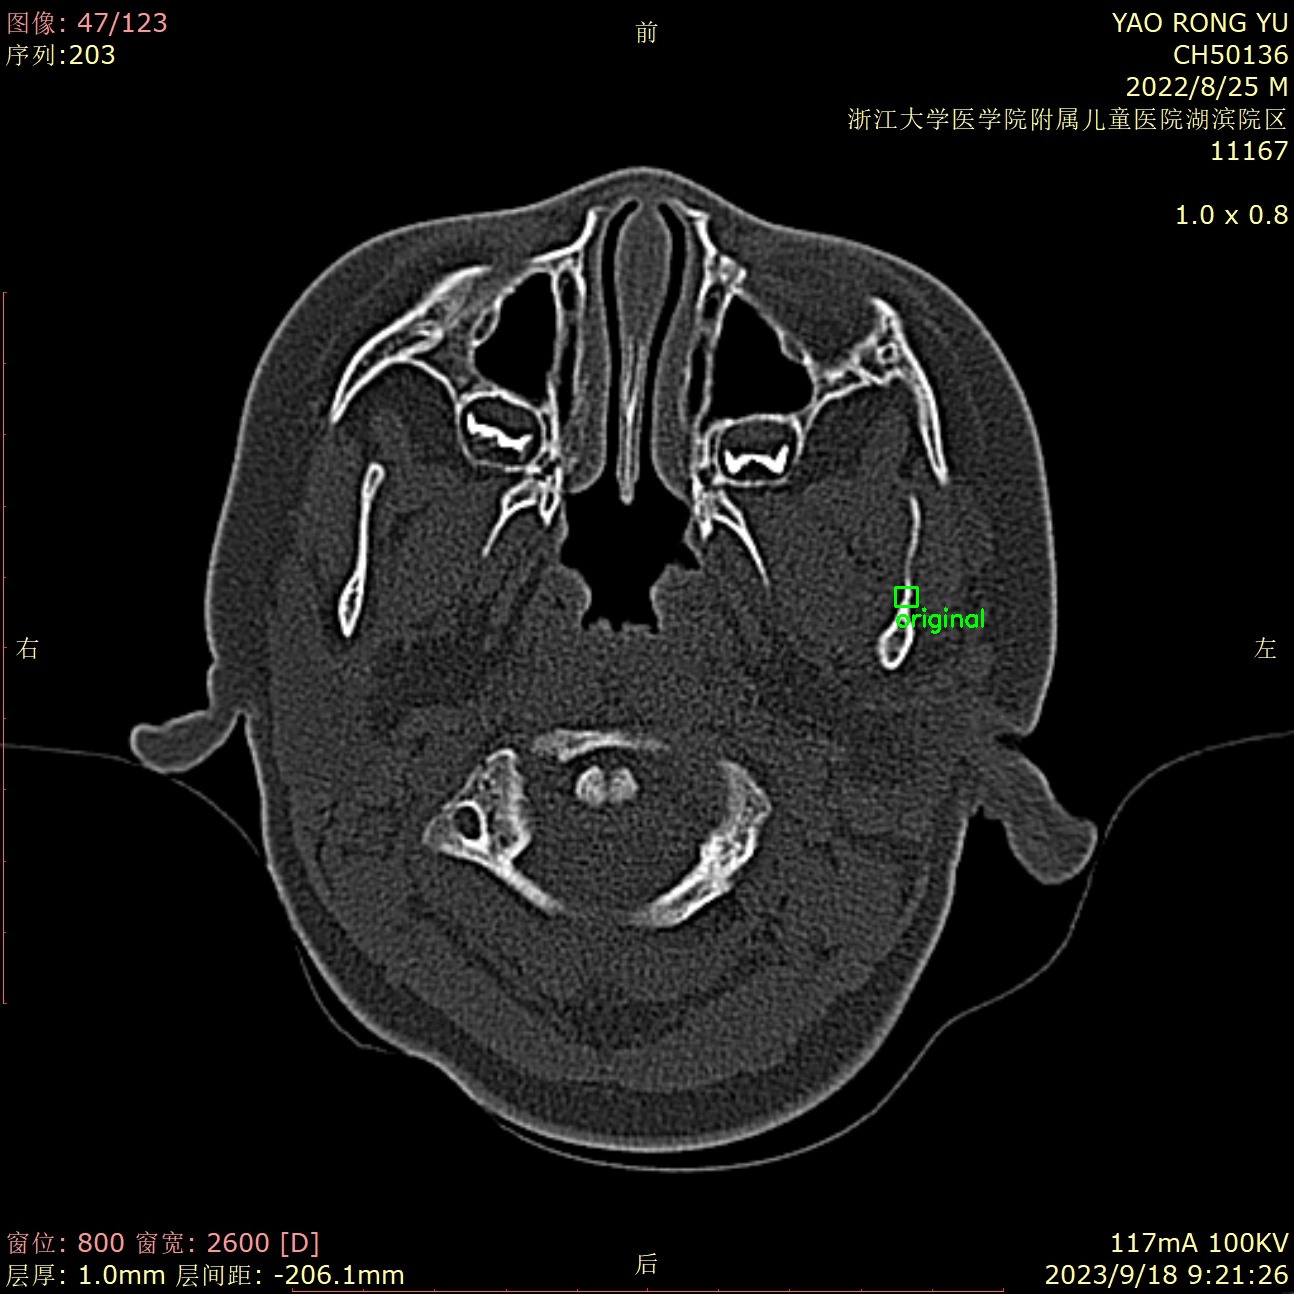 图像: 47/123
序列:203
前
YAO RONG YU
CH50136
2022/8/25 M
浙江大学医学院附属儿童医院湖滨院区
11167
1.0 x 0.8
original
右
左
窗位: 800 窗宽: 2600 [D]
层厚: 1.0mm 层间距: -206.1mm
后
117mA 100KV
2023/9/18 9:21:26